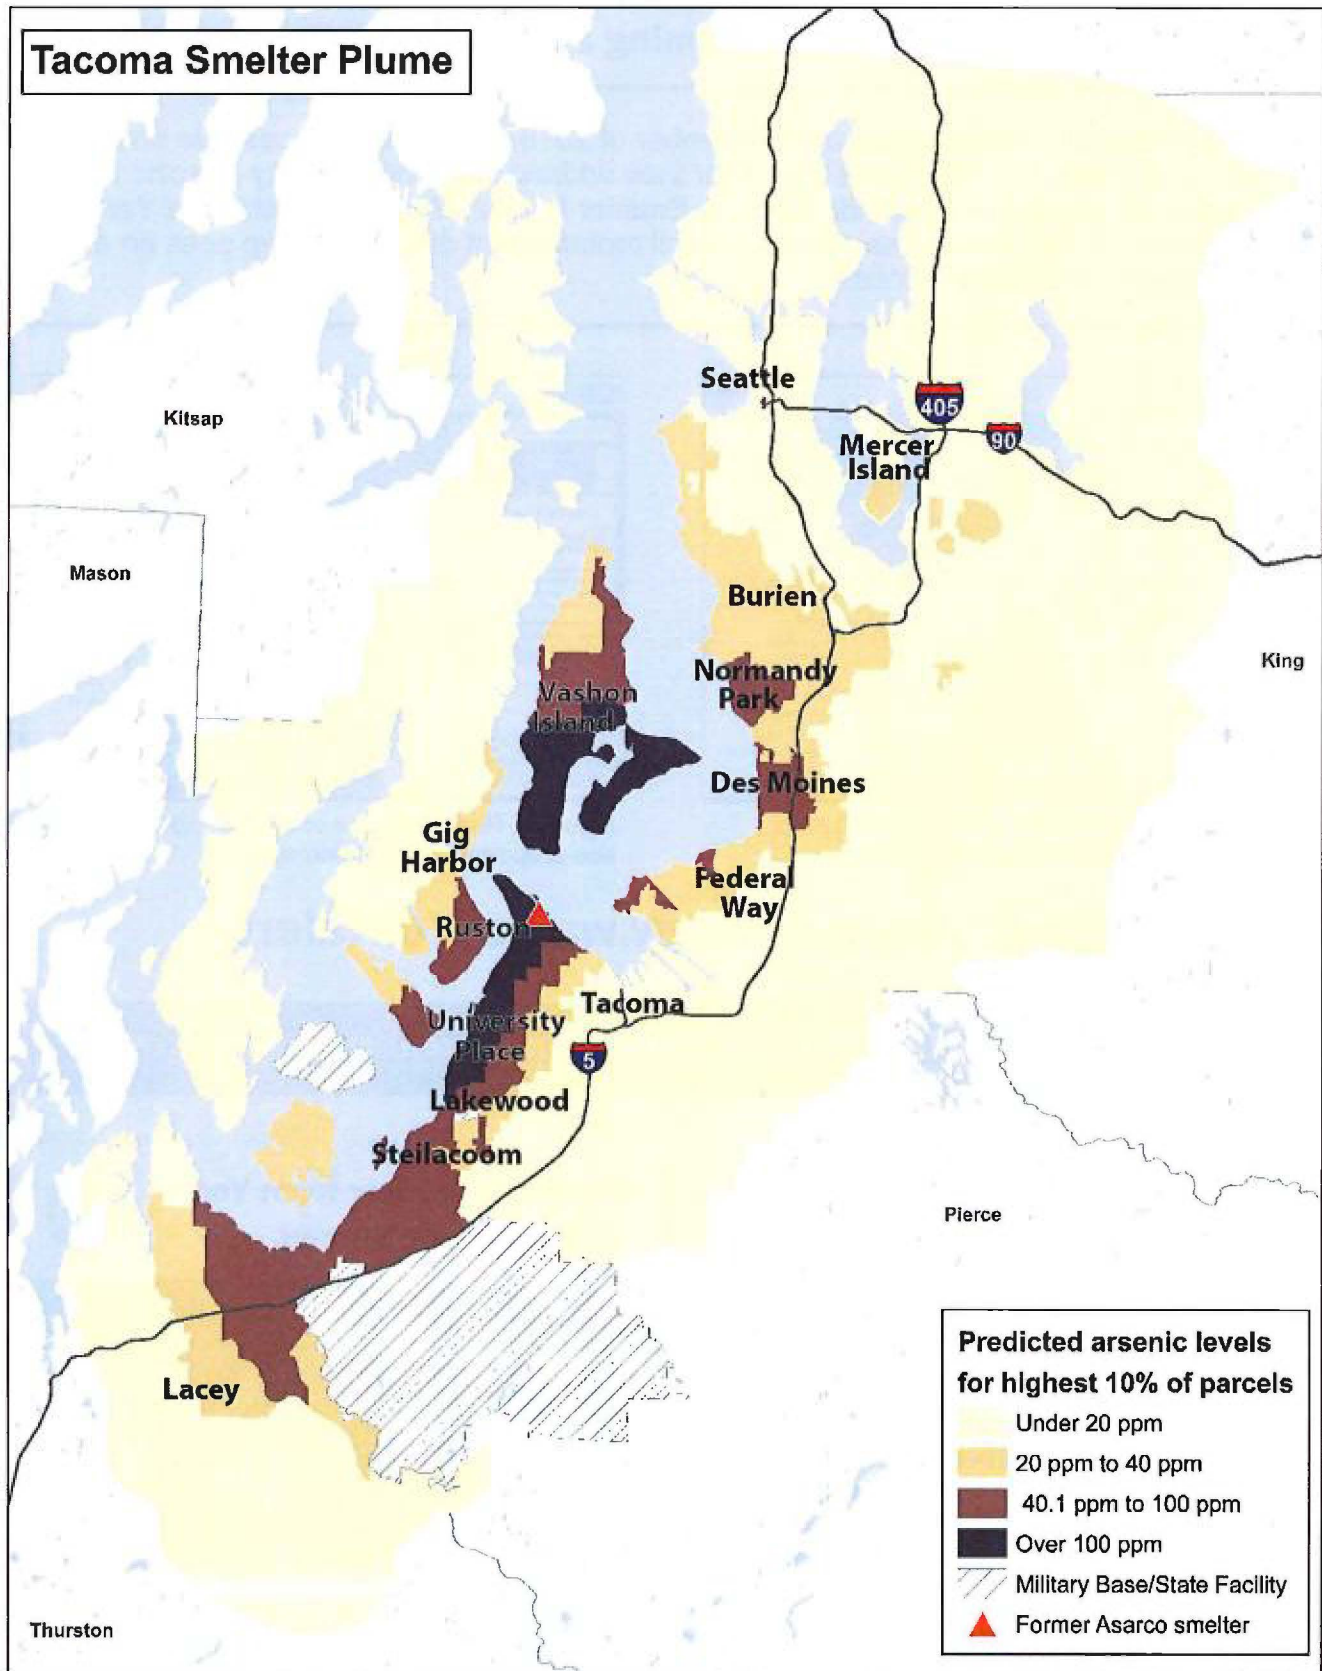 Tacoma Smelter Plume
Seattle
405
90
Kitsap
Mercer
Island
Mason
Burien
King
Normandy
Park
Vashon
Island
Des Moines
Gig
Harbor
Federal
Way
Ruston
Tacoma
University
Place
5
Lakewood
Steilacoom
Pierce
Lacey
Thurston
Predicted arsenic levels
for highest 10% of parcels
Under 20 ppm
20 ppm to 40 ppm
40.1 ppm to 100 ppm
Over 100 ppm
Military Base/State Facility
Former Asarco smelter